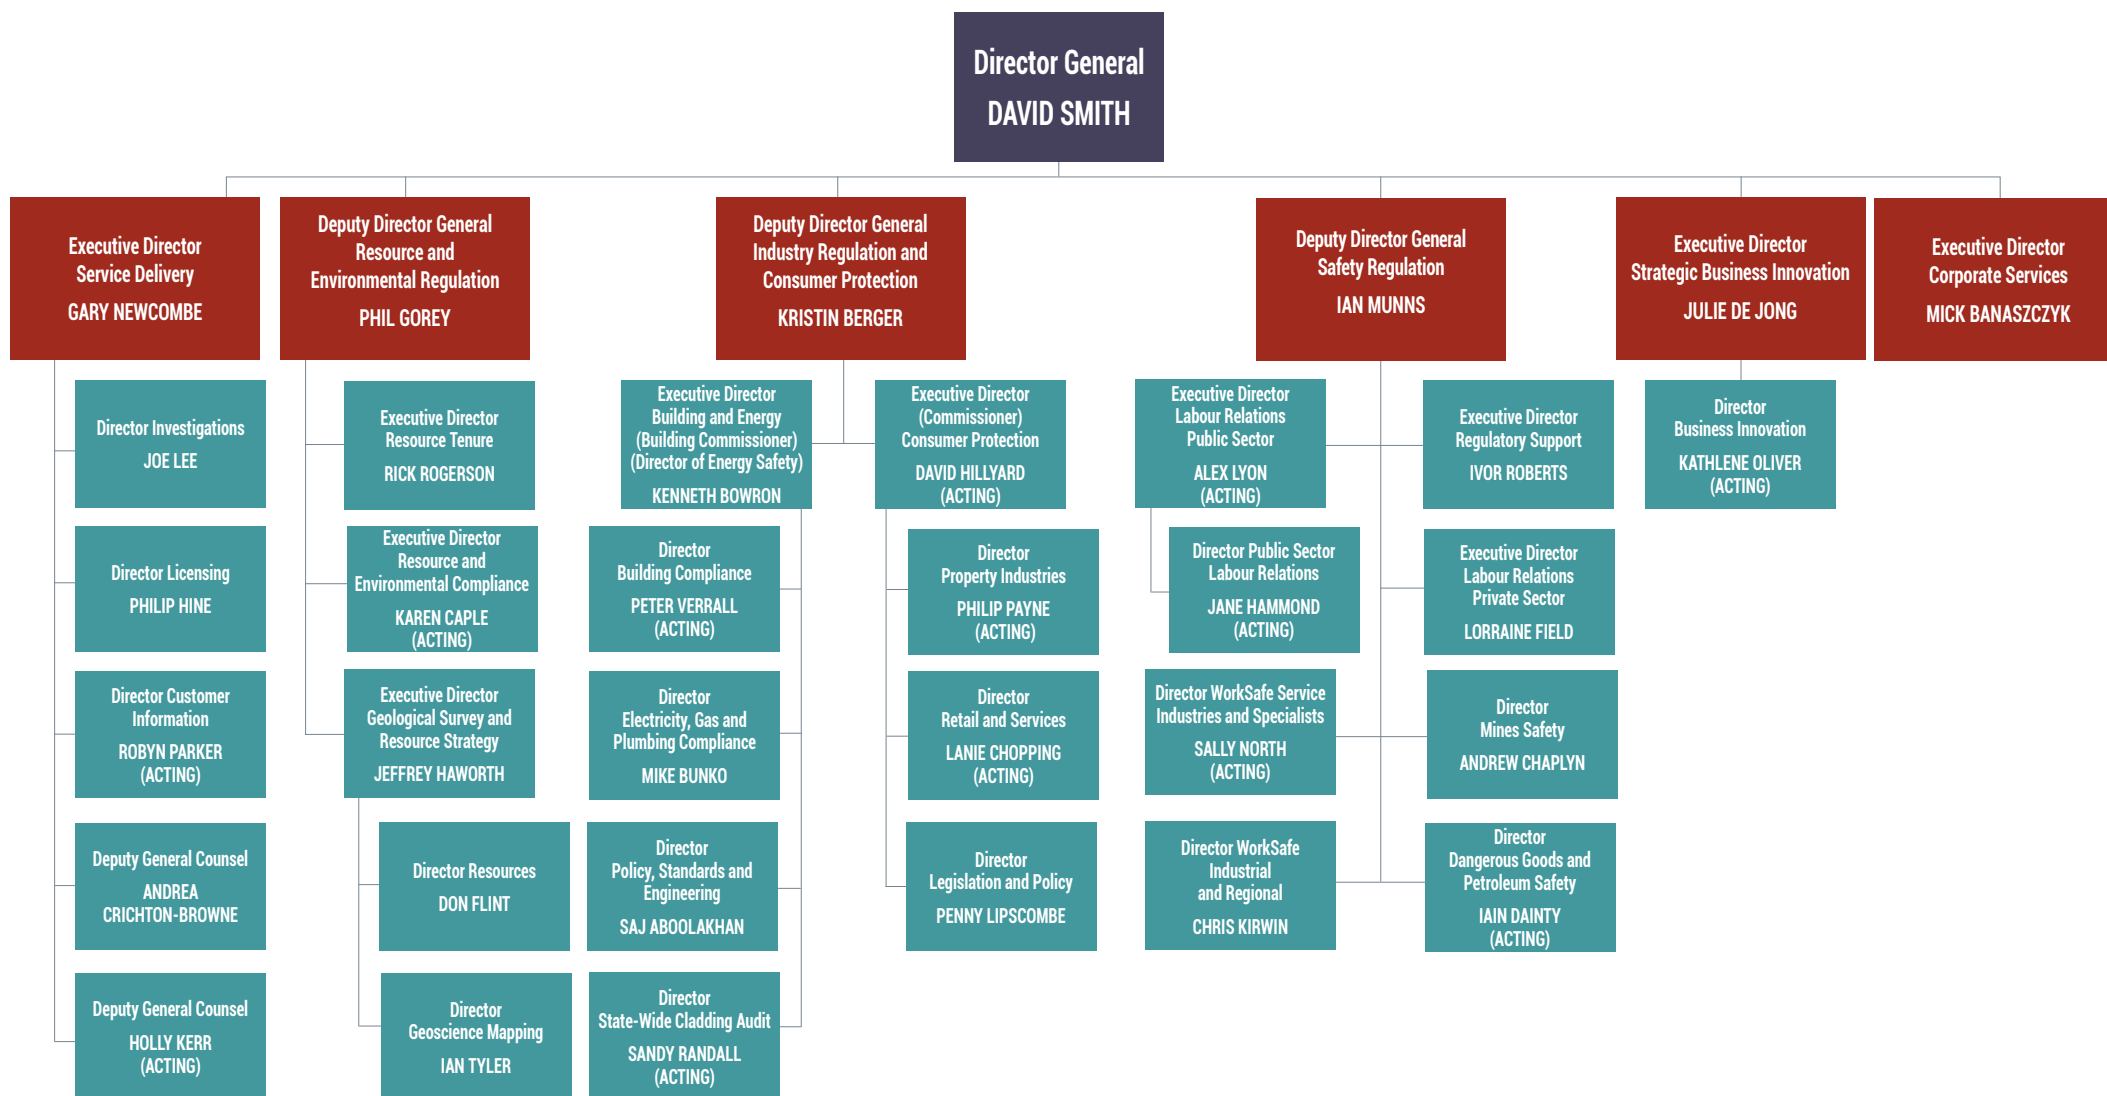 Director General
DAVID SMITH
Executive Director
Service Delivery
GARY NEWCOMBE
Deputy Director General
Resource and
Environmental Regulation
PHIL GOREY
Deputy Director General
Industry Regulation and
Consumer Protection
KRISTIN BERGER
Deputy Director General
Safety Regulation
IAN MUNNS
Executive Director
Strategic Business Innovation
JULIE DE JONG
Executive Director
Corporate Services
MICK BANASZCZYK
Director Investigations
JOE LEE
Director Licensing
PHILIP HINE
Director Customer
Information
ROBYN PARKER
(ACTING)
Deputy General Counsel
ANDREA
CRICHTON-BROWNE
Deputy General Counsel
HOLLY KERR
(ACTING)
Executive Director
Resource Tenure
RICK ROGERSON
Executive Director
Resource and
Environmental Compliance
KAREN CAPLE
(ACTING)
Executive Director
Geological Survey and
Resource Strategy
JEFFREY HAWORTH
Director Resources
DON FLINT
Director
Geoscience Mapping
IAN TYLER
Executive Director
Building and Energy
(Building Commissioner)
(Director of Energy Safety)
KENNETH BOWRON
Director
Building Compliance
PETER VERRALL
(ACTING)
Director
Electricity, Gas and
Plumbing Compliance
MIKE BUNKO
Director
Policy, Standards and
Engineering
SAJ ABOOLAKHAN
Director
State-Wide Cladding Audit
SANDY RANDALL
(ACTING)
Executive Director
(Commissioner)
Consumer Protection
DAVID HILLYARD
(ACTING)
Director
Property Industries
PHILIP PAYNE
(ACTING)
Director
Retail and Services
LANIE CHOPPING
(ACTING)
Director
Legislation and Policy
PENNY LIPSCOMBE
Executive Director
Labour Relations
Public Sector
ALEX LYON
(ACTING)
Director Public Sector
Labour Relations
JANE HAMMOND
(ACTING)
Director WorkSafe Service
Industries and Specialists
SALLY NORTH
(ACTING)
Director WorkSafe
Industrial
and Regional
CHRIS KIRWIN
Executive Director
Regulatory Support
IVOR ROBERTS
Executive Director
Labour Relations
Private Sector
LORRAINE FIELD
Director
Mines Safety
ANDREW CHAPLYN
Director
Dangerous Goods and
Petroleum Safety
IAIN DAINTY
(ACTING)
Director
Business Innovation
KATHLENE OLIVER
(ACTING)